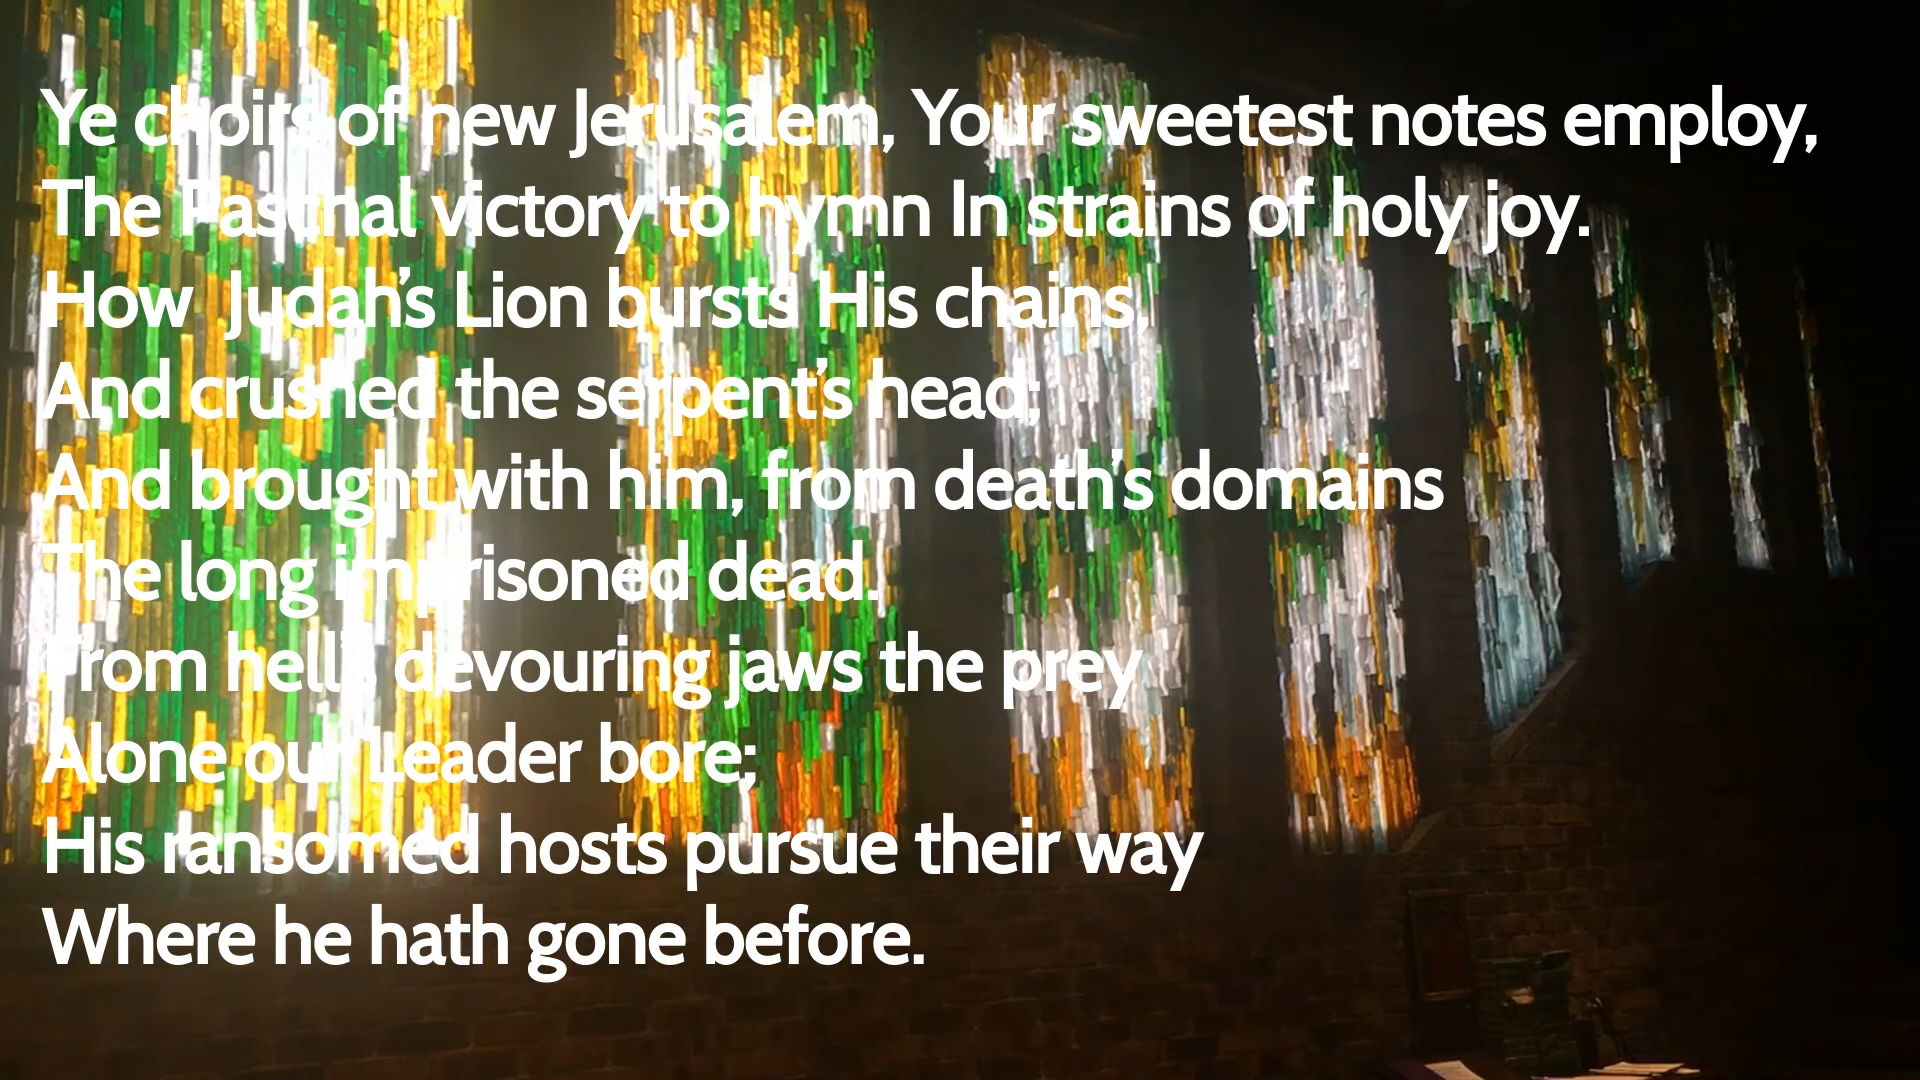 Ye choirs of new Jerusalem, Your sweetest notes employ,
The Paschal victory to hymn In strains of holy joy.
How  Judah’s Lion bursts His chains,
And crushed the serpent’s head;
And brought with him, from death’s domains
The long imprisoned dead.
From hell’s devouring jaws the prey
Alone our Leader bore;
His ransomed hosts pursue their way
Where he hath gone before.